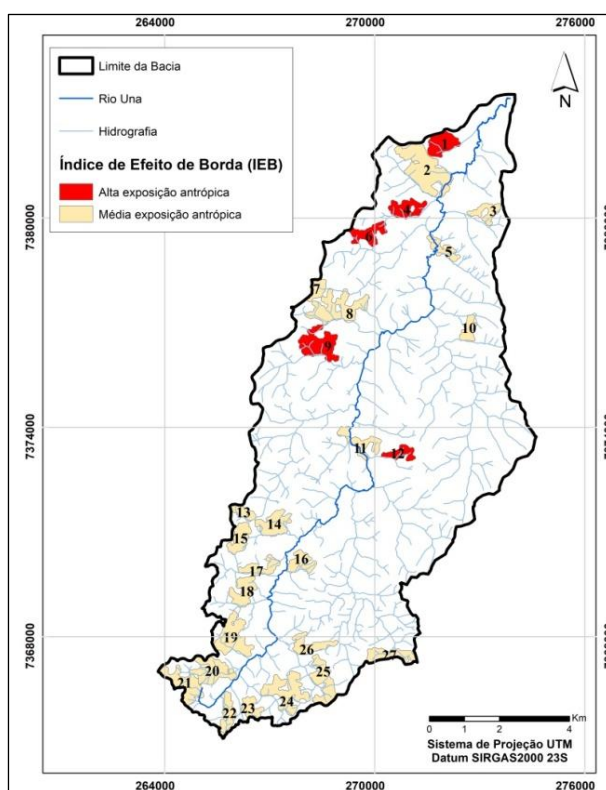 264000 270000 276000
Limite da Bacia
Rio Una
Hidrografia
Índice de Efeito de Borda (IEB)
Alta exposição antrópica
Média exposição antrópica
N
1
2
3
4
5
6
7
8
9
10
11
12
13
14
15
16
17
18
19
20
21
22
23
24
25
26
27
7380000
7374000
7368000
0 1 2 4 Km
Sistema de Projeção UTM
Datum SIRGAS2000 23S
264000 270000 276000